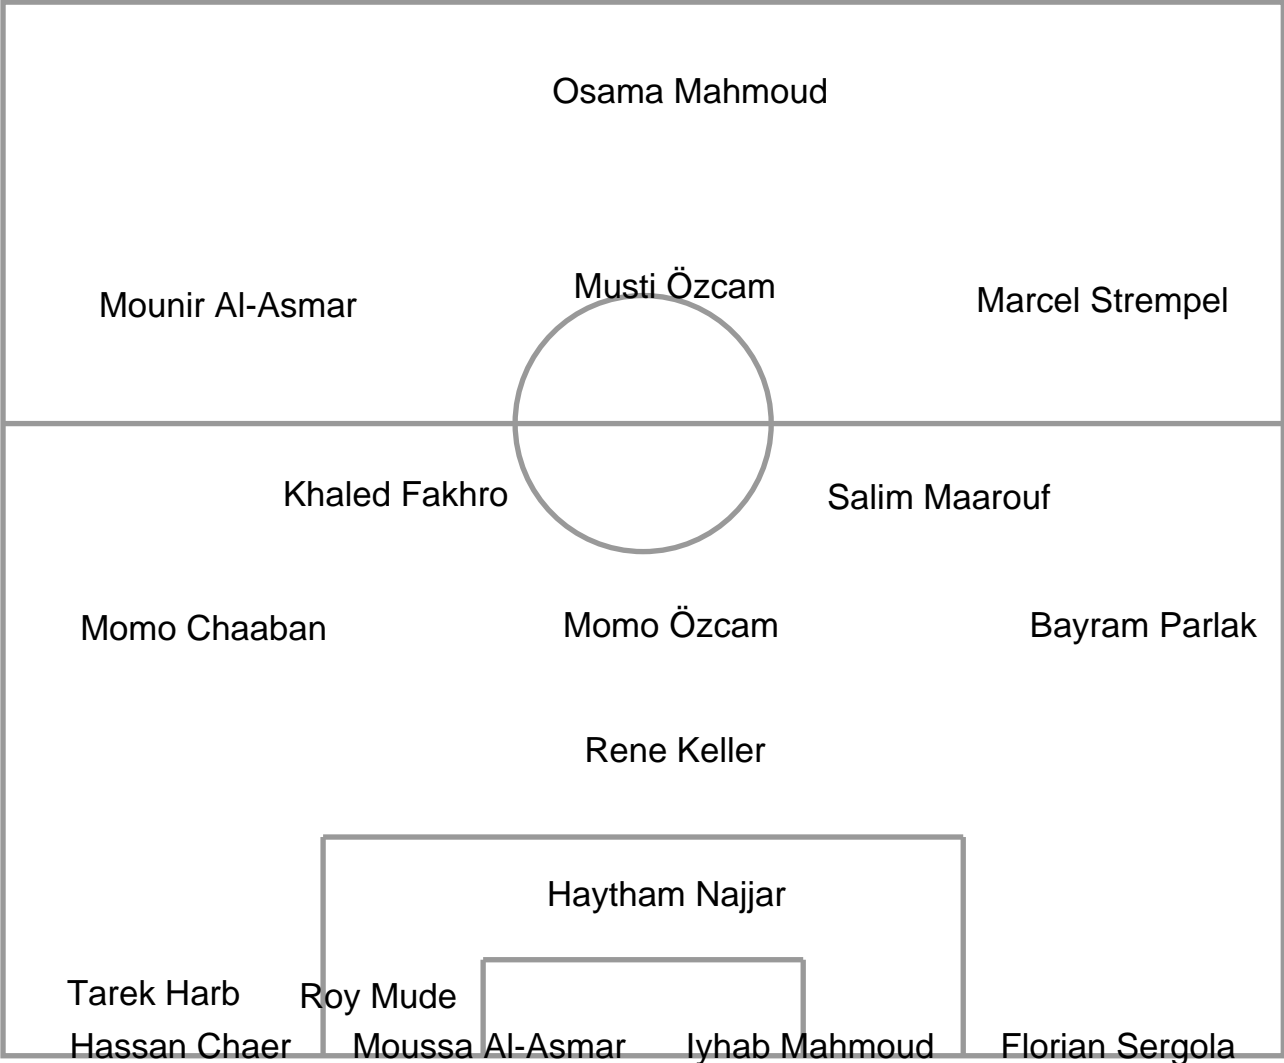 Osama Mahmoud
Musti Özcam
Mounir Al-Asmar
Marcel Strempel
Khaled Fakhro
Salim Maarouf
Momo Chaaban
Momo Özcam
Bayram Parlak
Rene Keller
Haytham Najjar
Tarek Harb
Roy Mude
Hassan Chaer
Moussa Al-Asmar
Iyhab Mahmoud
Florian Sergola